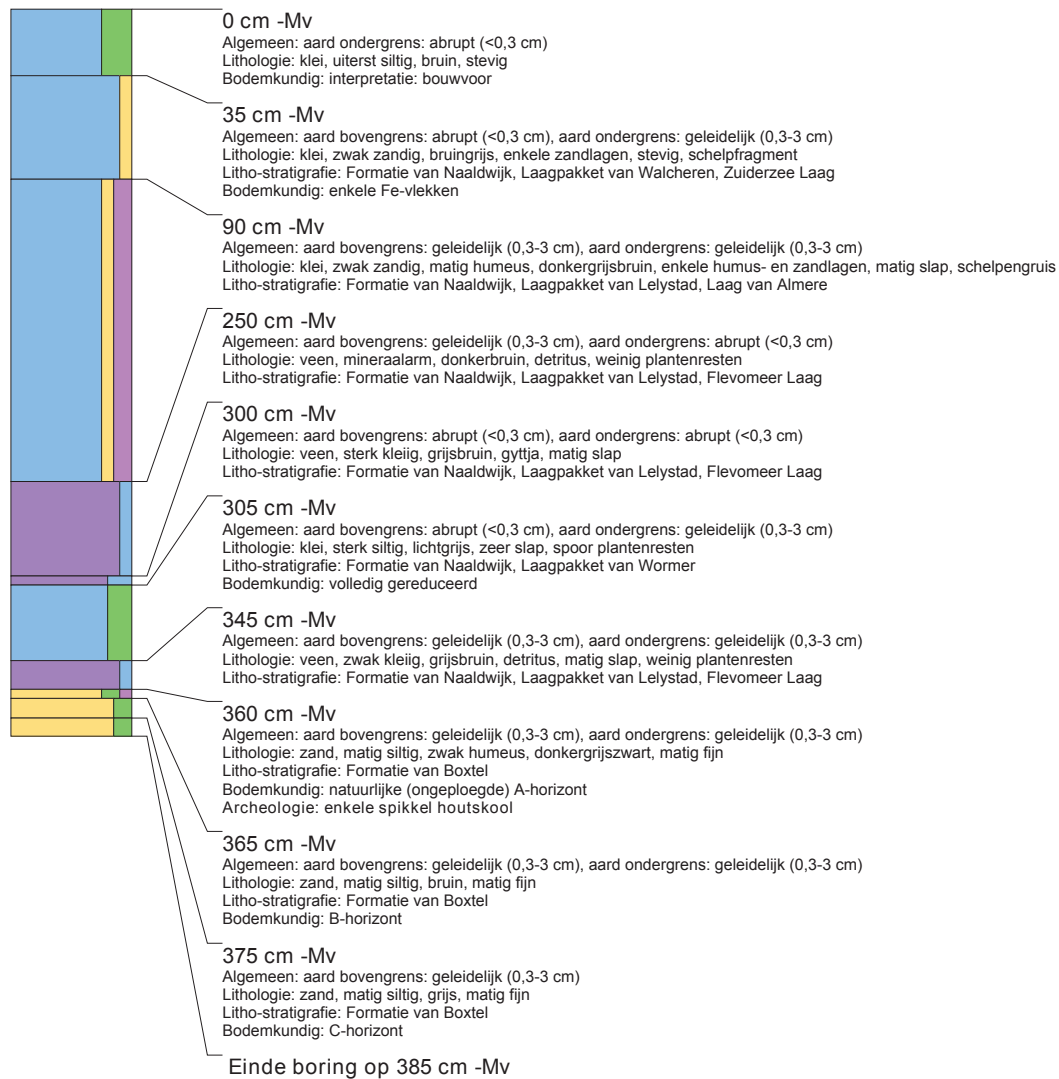 0 cm -Mv
Algemeen: aard ondergrens: abrupt (<0,3 cm)
Lithologie: klei, uiterst siltig, bruin, stevig
Bodemkundig: interpretatie: bouwvoor
35 cm -Mv
Algemeen: aard bovengrens: abrupt (<0,3 cm), aard ondergrens: geleidelijk (0,3-3 cm)
Lithologie: klei, zwak zandig, bruingrijs, enkele zandlagen, stevig, schelpfragment
Litho-stratigrafie: Formatie van Naaldwijk, Laagpakket van Walcheren, Zuiderzee Laag
Bodemkundig: enkele Fe-vlekken
90 cm -Mv
Algemeen: aard bovengrens: geleidelijk (0,3-3 cm), aard ondergrens: geleidelijk (0,3-3 cm)
Lithologie: klei, zwak zandig, matig humeus, donkergrijsbruin, enkele humus- en zandlagen, matig slap, schelpengruis
Litho-stratigrafie: Formatie van Naaldwijk, Laagpakket van Lelystad, Laag van Almere
250 cm -Mv
Algemeen: aard bovengrens: geleidelijk (0,3-3 cm), aard ondergrens: abrupt (<0,3 cm)
Lithologie: veen, mineraalarm, donkerbruin, detritus, weinig plantenresten
Litho-stratigrafie: Formatie van Naaldwijk, Laagpakket van Lelystad, Flevomeer Laag
300 cm -Mv
Algemeen: aard bovengrens: abrupt (<0,3 cm), aard ondergrens: abrupt (<0,3 cm)
Lithologie: veen, sterk kleiig, grijsbruin, gyttja, matig slap
Litho-stratigrafie: Formatie van Naaldwijk, Laagpakket van Lelystad, Flevomeer Laag
305 cm -Mv
Algemeen: aard bovengrens: abrupt (<0,3 cm), aard ondergrens: geleidelijk (0,3-3 cm)
Lithologie: klei, sterk siltig, lichtgrijs, zeer slap, spoor plantenresten
Litho-stratigrafie: Formatie van Naaldwijk, Laagpakket van Wormer
Bodemkundig: volledig gereduceerd
345 cm -Mv
Algemeen: aard bovengrens: geleidelijk (0,3-3 cm), aard ondergrens: geleidelijk (0,3-3 cm)
Lithologie: veen, zwak kleiig, grijsbruin, detritus, matig slap, weinig plantenresten
Litho-stratigrafie: Formatie van Naaldwijk, Laagpakket van Lelystad, Flevomeer Laag
360 cm -Mv
Algemeen: aard bovengrens: geleidelijk (0,3-3 cm), aard ondergrens: geleidelijk (0,3-3 cm)
Lithologie: zand, matig siltig, zwak humeus, donkergrijszwart, matig fijn
Litho-stratigrafie: Formatie van Boxtel
Bodemkundig: natuurlijke (ongeploegde) A-horizont
Archeologie: enkele spikkel houtskool
365 cm -Mv
Algemeen: aard bovengrens: geleidelijk (0,3-3 cm), aard ondergrens: geleidelijk (0,3-3 cm)
Lithologie: zand, matig siltig, bruin, matig fijn
Litho-stratigrafie: Formatie van Boxtel
Bodemkundig: B-horizont
375 cm -Mv
Algemeen: aard bovengrens: geleidelijk (0,3-3 cm)
Lithologie: zand, matig siltig, grijs, matig fijn
Litho-stratigrafie: Formatie van Boxtel
Bodemkundig: C-horizont
Einde boring op 385 cm -Mv